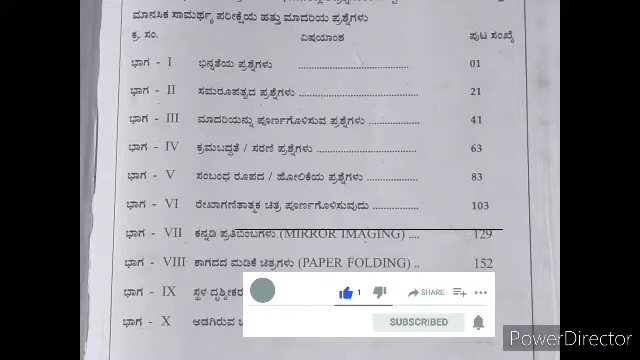 ಮಾನಸಿಕ ಸಾಮರ್ಥ್ಯ ಪರೀಕ್ಷೆಯ ಹತ್ತು ಮಾದರಿಯ ಪ್ರಶ್ನೆಗಳು
ಕ್ರ. ಸಂ. ವಿಷಯಾಂಶ ಪುಟ ಸಂಖ್ಯೆ
ಭಾಗ - I ಭಿನ್ನತೆಯ ಪ್ರಶ್ನೆಗಳು ........................................ 01
ಭಾಗ - II ಸಮರೂಪತ್ವದ ಪ್ರಶ್ನೆಗಳು ........................................ 21
ಭಾಗ - III ಮಾದರಿಯನ್ನು ಪೂರ್ಣಗೊಳಿಸುವ ಪ್ರಶ್ನೆಗಳು ................. 41
ಭಾಗ - IV ಕ್ರಮಬದ್ಧತೆ / ಸರಣಿ ಪ್ರಶ್ನೆಗಳು ................................. 63
ಭಾಗ - V ಸಂಬಂಧ ರೂಪದ / ಹೋಲಿಕೆಯ ಪ್ರಶ್ನೆಗಳು ................. 83
ಭಾಗ - VI ರೇಖಾಗಣಿತಾತ್ಮಕ ಚಿತ್ರ ಪೂರ್ಣಗೊಳಿಸುವುದು ............... 103
ಭಾಗ - VII ಕನ್ನಡಿ ಪ್ರತಿಬಿಂಬಗಳು (MIRROR IMAGING) .... 129
ಭಾಗ - VIII ಕಾಗದದ ಮಡಿಕೆ ಚಿತ್ರಗಳು (PAPER FOLDING) .. 152
ಭಾಗ - IX ಸ್ಥಳ
1 SHARE
ಭಾಗ - X ಅಡಗಿರುವ
SUBSCRIBED
PowerDirector